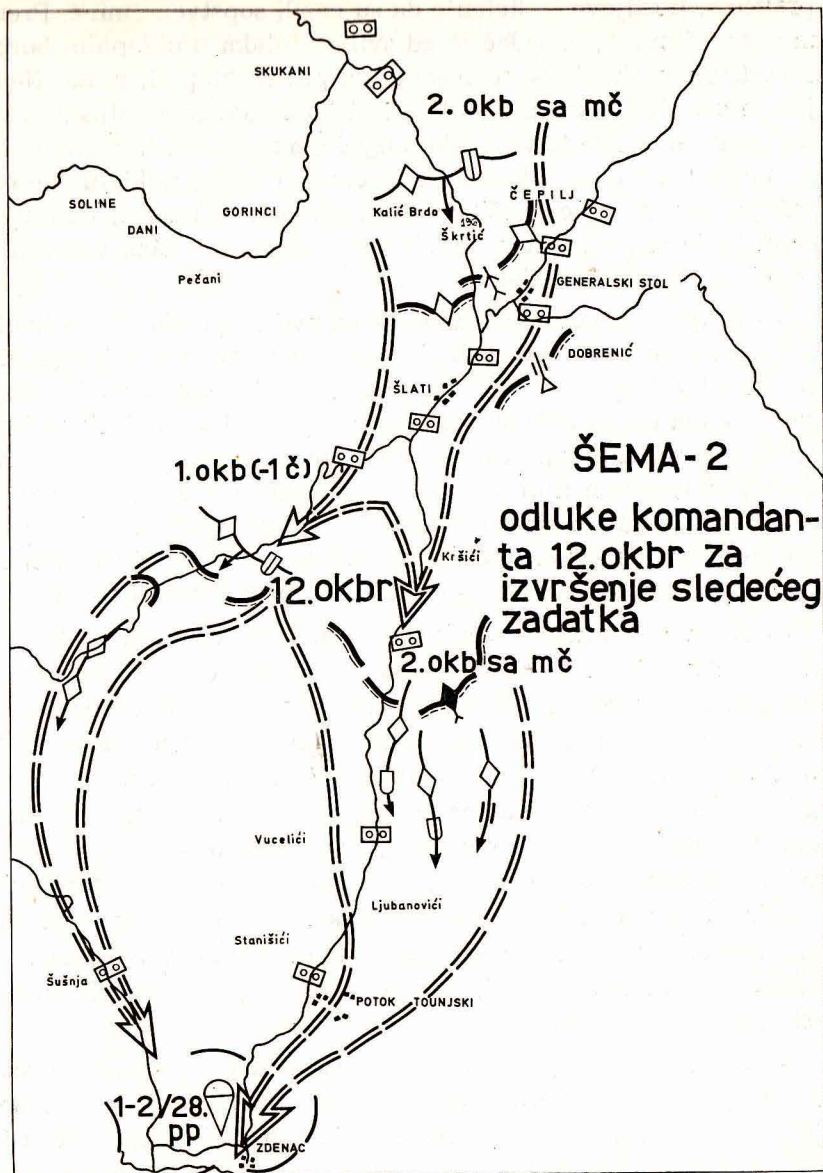 SKUKANI
2. okb sa mč
SOLINE
DANI
GORINCI
Pečani
Kalić Brdo
ČEPILJ
190
Škrtić
GENERALSKI STOL
DOBRENIĆ
ŠLATI
1. okb (-1 č)
ŠEMA-2
odluke komandan-
ta 12. okbr za
izvršenje sledećeg
zadatka
Kršići
12. okbr
2. okb sa mč
Vucelići
Ljubanovići
Stanišići
Šušnja
POTOK TOUNJSKI
1-2/28.
pp
ZDENAC